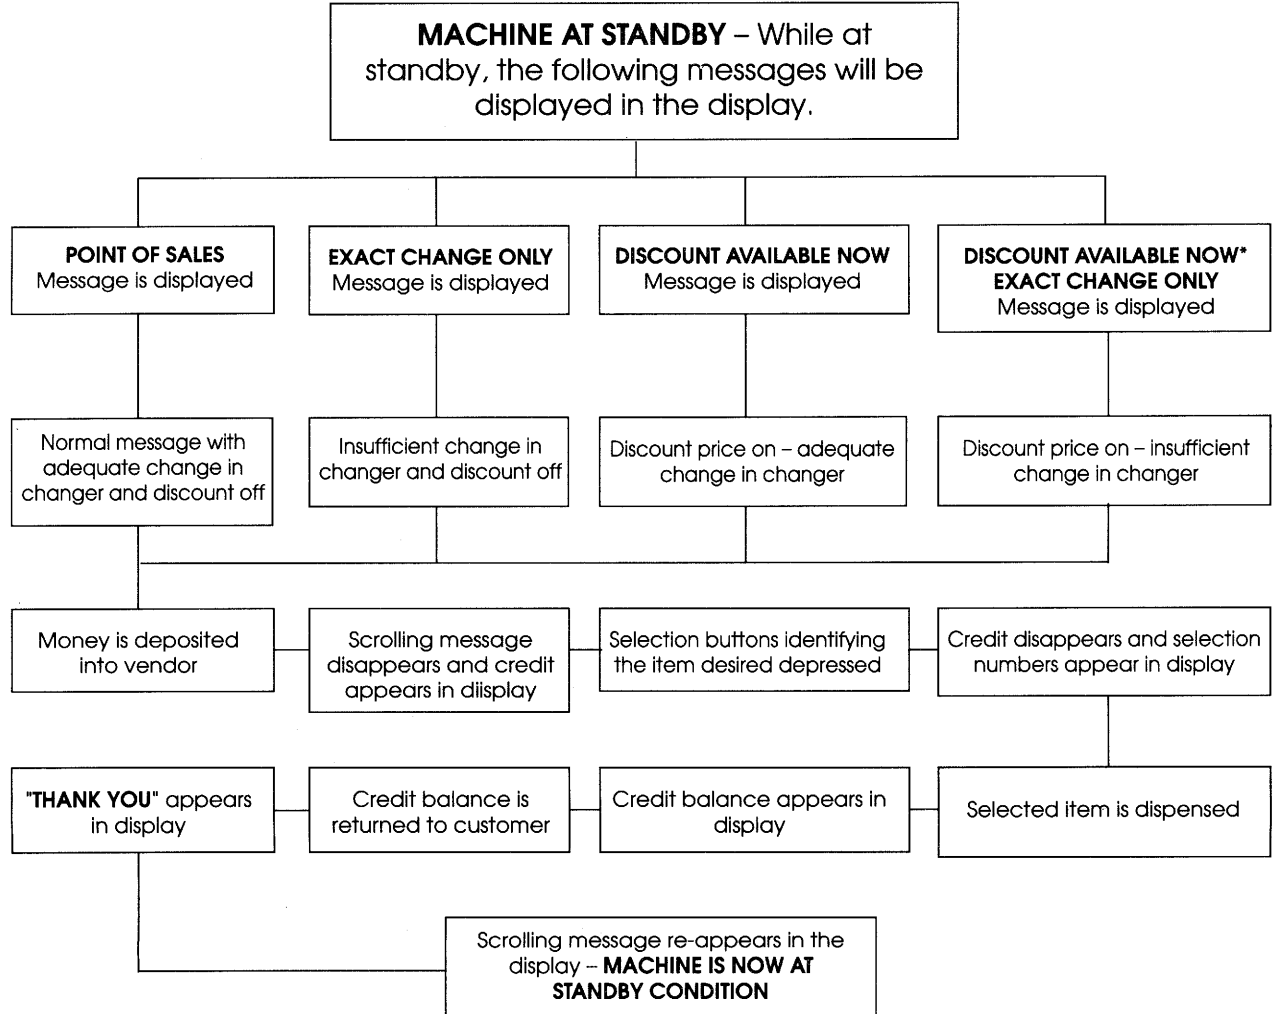 MACHINE AT STANDBY – While at
standby, the following messages will be
displayed in the display.
POINT OF SALES
Message is displayed
EXACT CHANGE ONLY
Message is displayed
DISCOUNT AVAILABLE NOW
Message is displayed
DISCOUNT AVAILABLE NOW*
EXACT CHANGE ONLY
Message is displayed
Normal message with
adequate change in
changer and discount off
Insufficient change in
changer and discount off
Discount price on – adequate
change in changer
Discount price on – insufficient
change in changer
Money is deposited
into vendor
Scrolling message
disappears and credit
appears in diisplay
Selection buttons identifying
the item desired depressed
Credit disappears and selection
numbers appear in display
"THANK YOU" appears
in display
Credit balance is
returned to customer
Credit balance appears in
display
Selected item is dispensed
Scrolling message re-appears in the
display – MACHINE IS NOW AT
STANDBY CONDITION